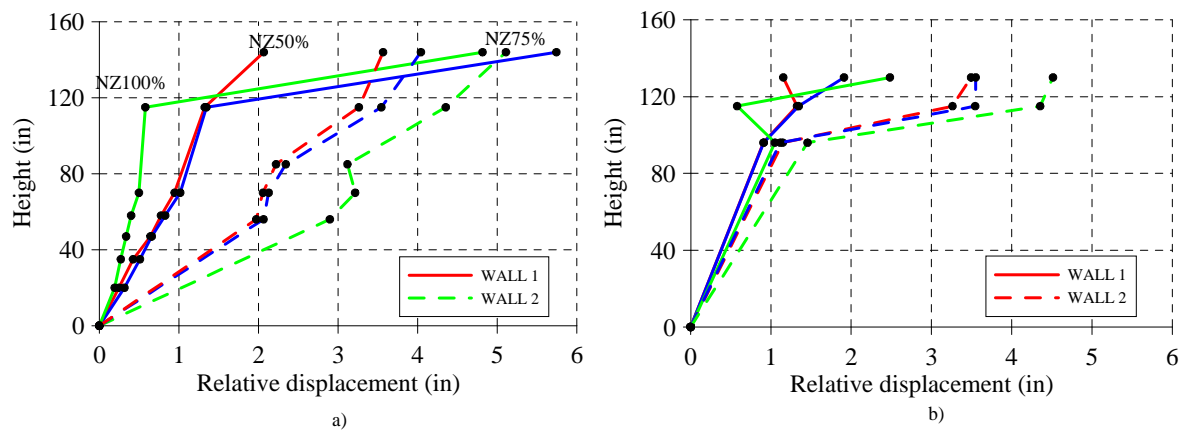 160
120
80
40
0
Height (in)
NZ50%
NZ75%
NZ100%
WALL 1
WALL 2
0 1 2 3 4 5 6
Relative displacement (in)
a)
160
120
80
40
0
Height (in)
WALL 1
WALL 2
0 1 2 3 4 5 6
Relative displacement (in)
b)